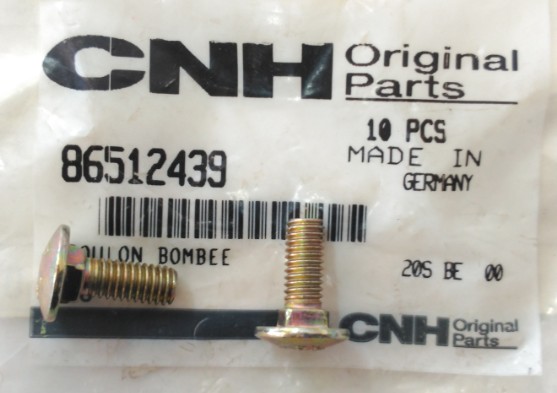 CNH Original
Parts
10 PCS
86512439
MADE IN
GERMANY
OULON BOMBEE
20S BE 00
CNH Original
Parts